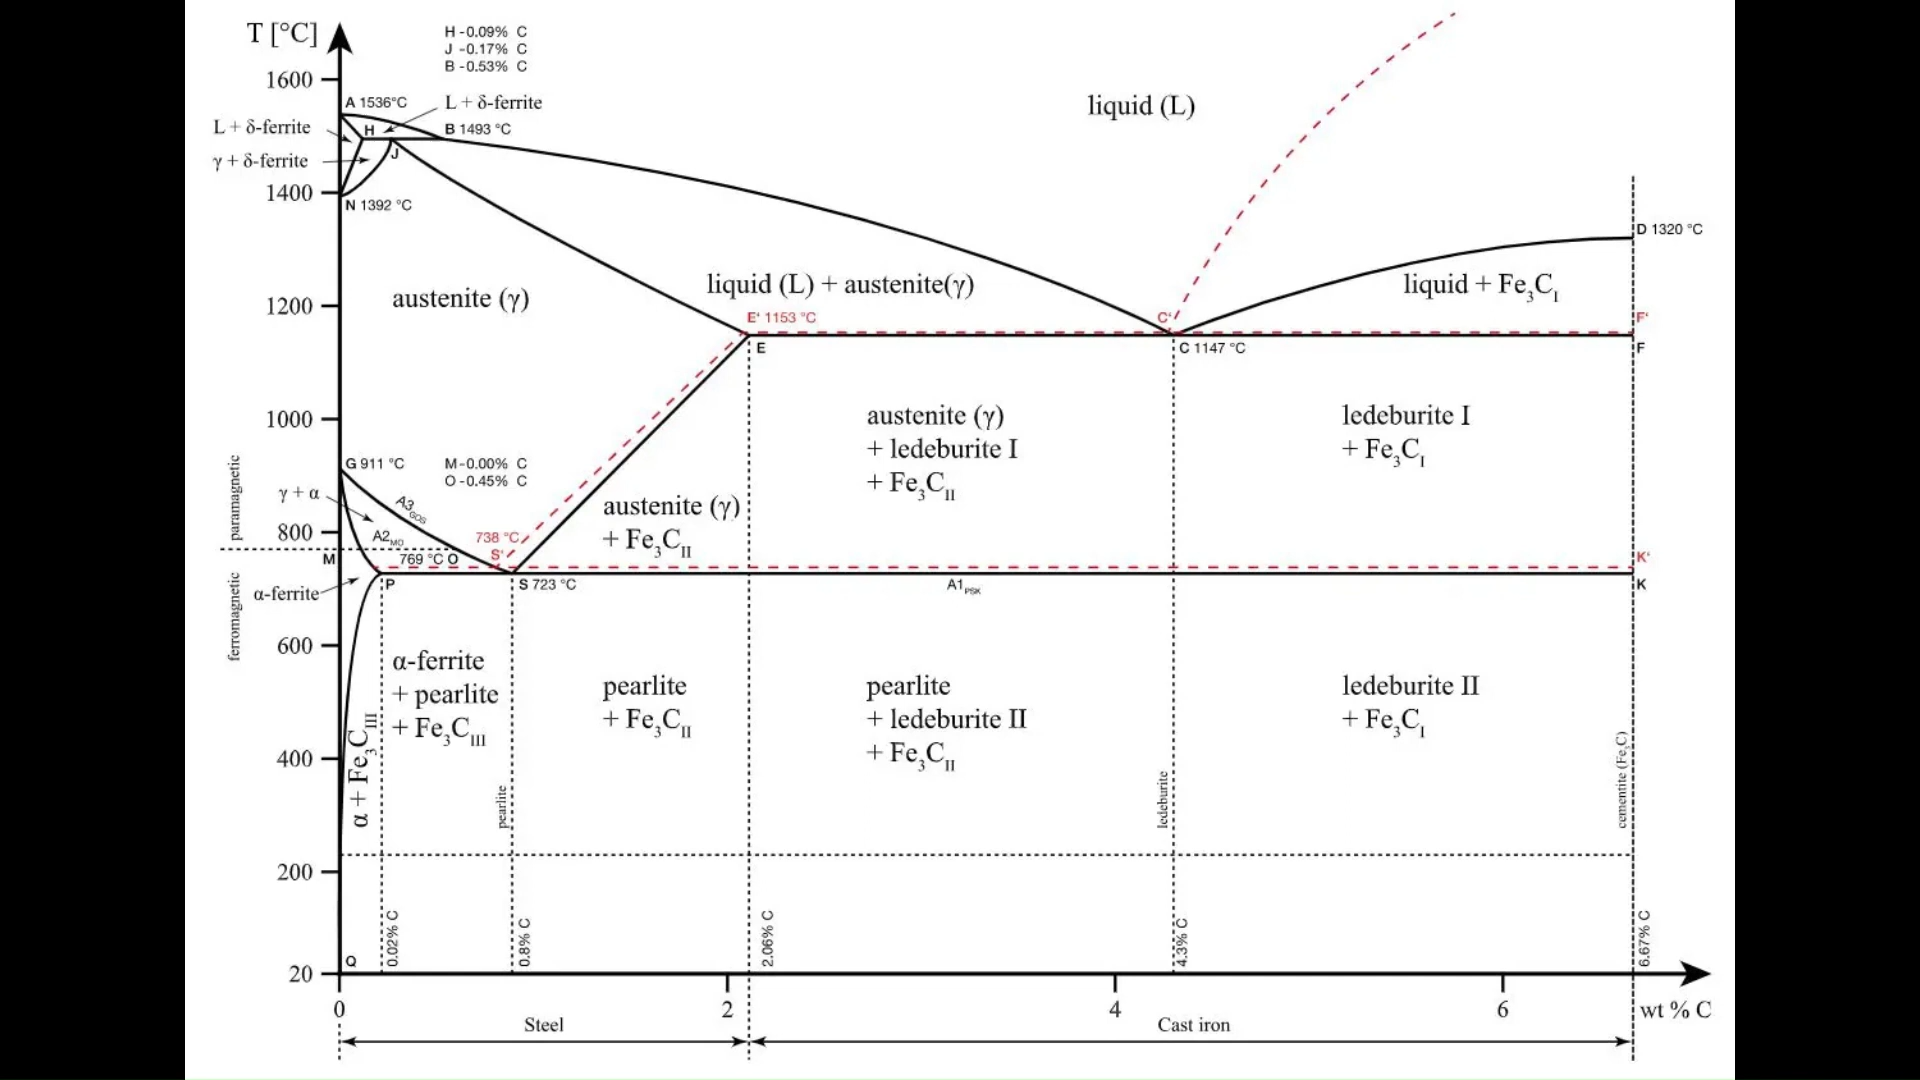 T [°C]
H -0.09% C
J -0.17% C
B -0.53% C
1600
A 1536°C
L + δ-ferrite
liquid (L)
L + δ-ferrite
H
B 1493 °C
J
γ + δ-ferrite
1400
N 1392 °C
D 1320 °C
austenite (γ)
liquid (L) + austenite(γ)
liquid + Fe3CI
1200
E' 1153 °C
C'
F'
E
C 1147 °C
F
1000
austenite (γ)
+ ledeburite I
+ Fe3CII
ledeburite I
+ Fe3CI
paramagnetic
G 911 °C
M -0.00% C
O -0.45% C
γ + α
A3GOS
austenite (γ)
+ Fe3CII
800
A2MO
738 °C
S'
M
769 °C O
K'
ferromagnetic
α-ferrite
P
S 723 °C
A1PSK
K
600
α-ferrite
+ pearlite
+ Fe3CIII
pearlite
+ Fe3CII
pearlite
+ ledeburite II
+ Fe3CII
ledeburite II
+ Fe3CI
400
α + Fe3CIII
pearlite
ledeburite
cementite (Fe3C)
200
Q
0.02% C
0.8% C
2.06% C
4.3% C
6.67% C
20
0
2
4
6
wt % C
Steel
Cast iron